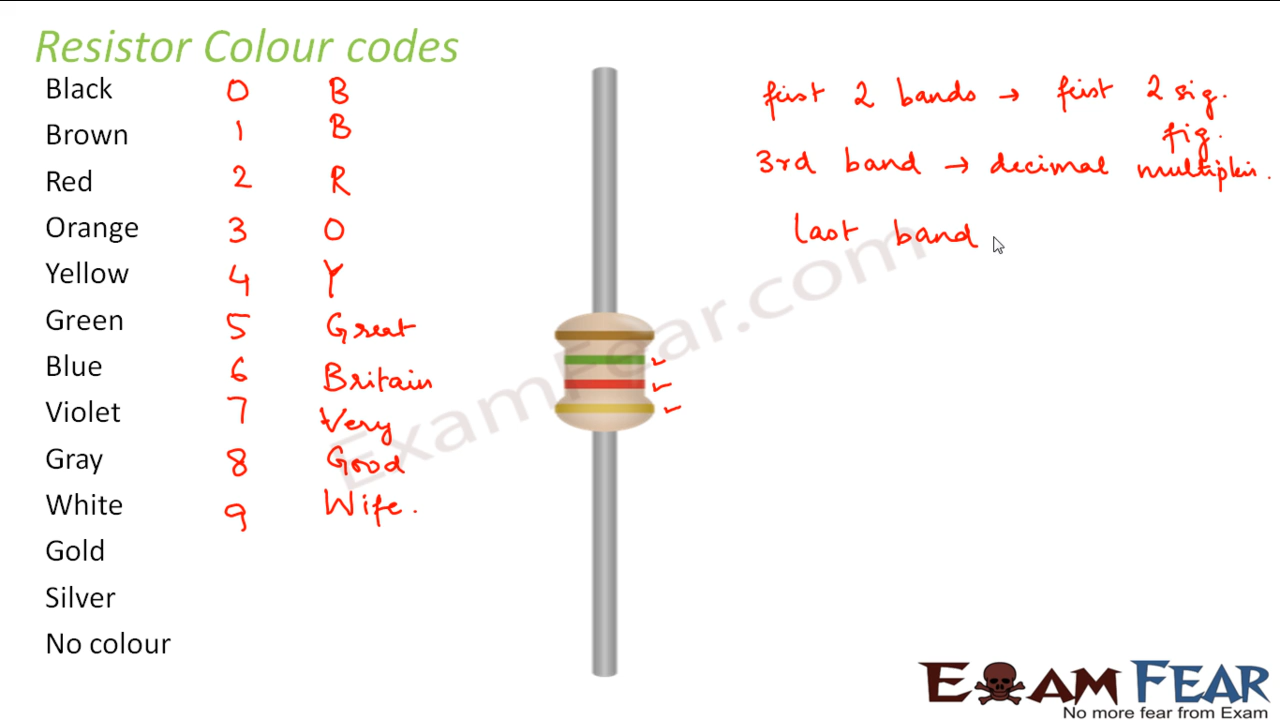 Resistor Colour codes
Black 0 B
Brown 1 B
Red 2 R
Orange 3 O
Yellow 4 Y
Green 5 Great
Blue 6 Britain
Violet 7 Very
Gray 8 Good
White 9 Wife.
Gold
Silver
No colour
first 2 bands → first 2 sig.
fig.
3rd band → decimal multiplier.
last band
ExamFear.com
EXAM FEAR
No more fear from Exam